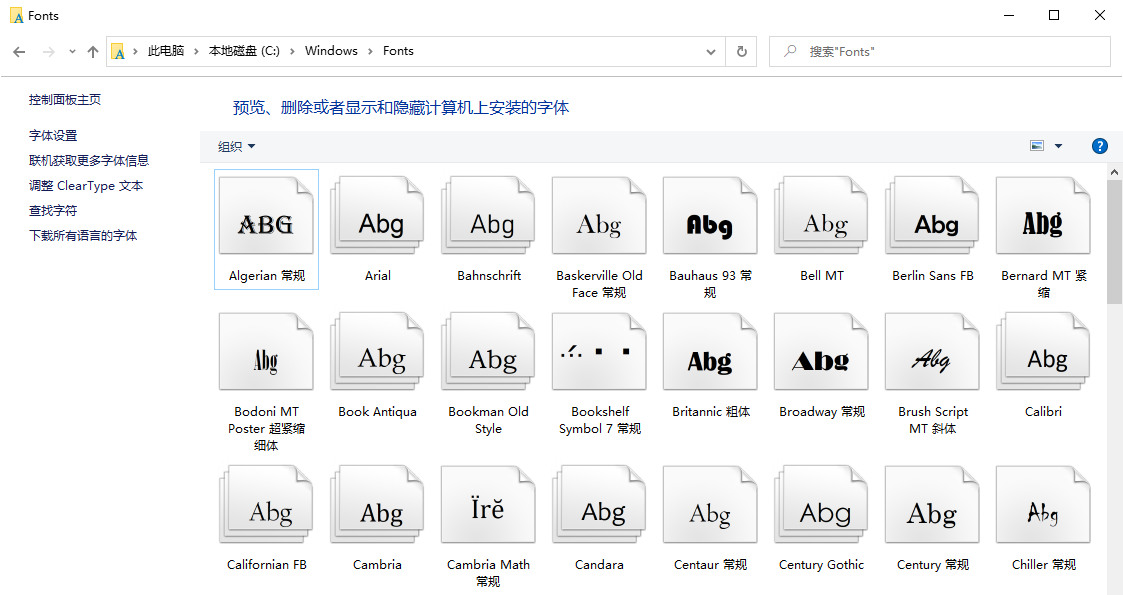 Fonts
此电脑 > 本地磁盘 (C:) > Windows > Fonts
搜索"Fonts"
控制面板主页
字体设置
联机获取更多字体信息
调整 ClearType 文本
查找字符
下载所有语言的字体
预览、删除或者显示和隐藏计算机上安装的字体
组织
?
ABG
Abg
Abg
Abg
Abg
Abg
Abg
Abg
Algerian 常规
Arial
Bahnschrift
Baskerville Old
Face 常规
Bauhaus 93 常
规
Bell MT
Berlin Sans FB
Bernard MT 紧
缩
Abg
Abg
Abg
Abg
Abg
Abg
Abg
Bodoni MT
Poster 超紧缩
细体
Book Antiqua
Bookman Old
Style
Bookshelf
Symbol 7 常规
Britannic 粗体
Broadway 常规
Brush Script
MT 斜体
Calibri
Abg
Abg
Ïrĕ
Abg
Abg
Abg
Abg
Abg
Californian FB
Cambria
Cambria Math
常规
Candara
Centaur 常规
Century Gothic
Century 常规
Chiller 常规